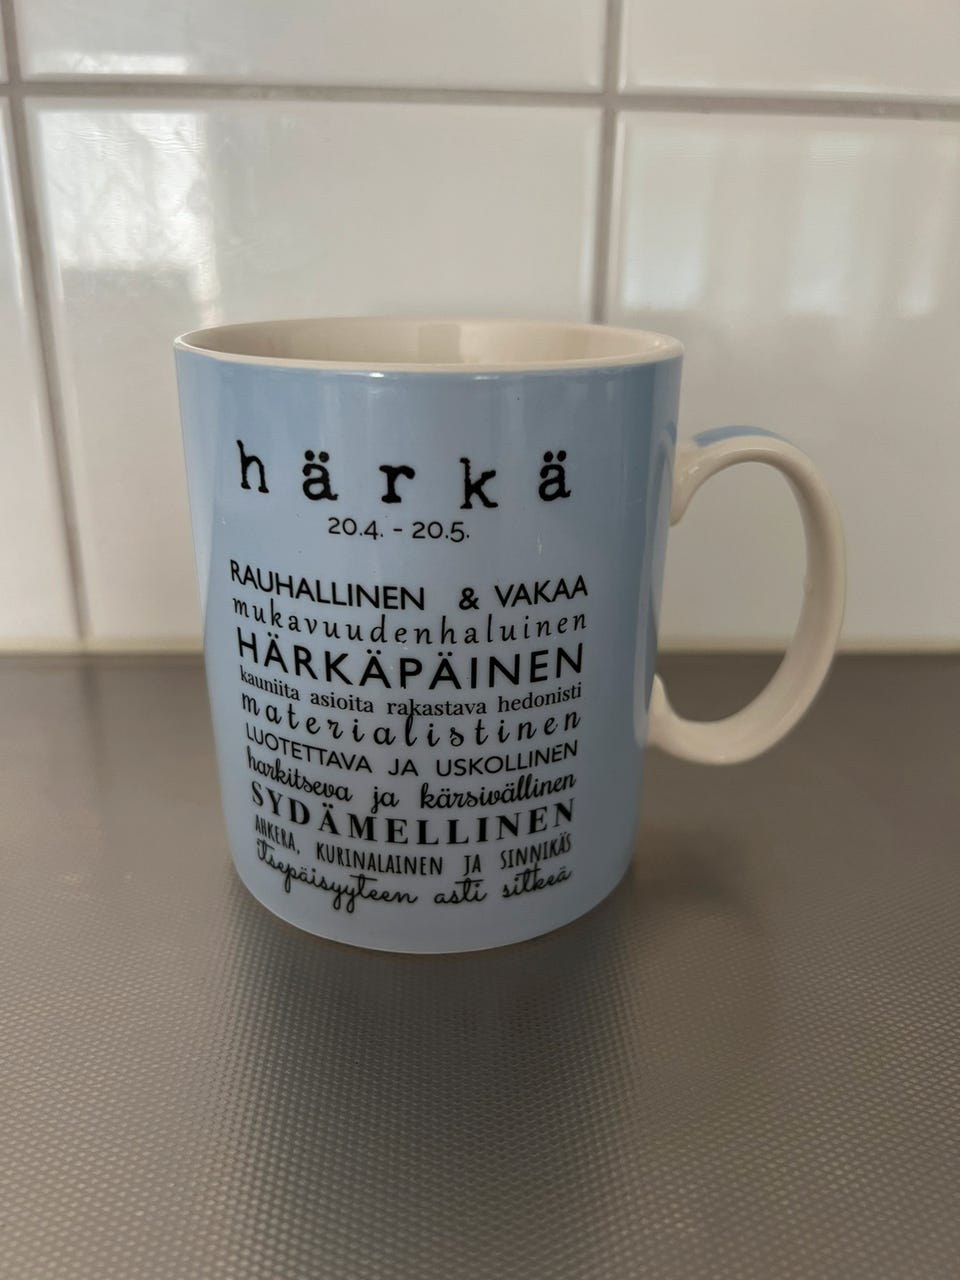 härkä
20.4. - 20.5.
RAUHALLINEN & VAKAA
mukavuudenhaluinen
HÄRKÄPÄINEN
kauniita asioita rakastava hedonisti
materialistinen
LUOTETTAVA JA USKOLLINEN
harkitseva ja kärsivällinen
SYDÄMELLINEN
AHKERA, KURINALAINEN JA SINNIKÄS
itsepäisyyteen asti sitkeä